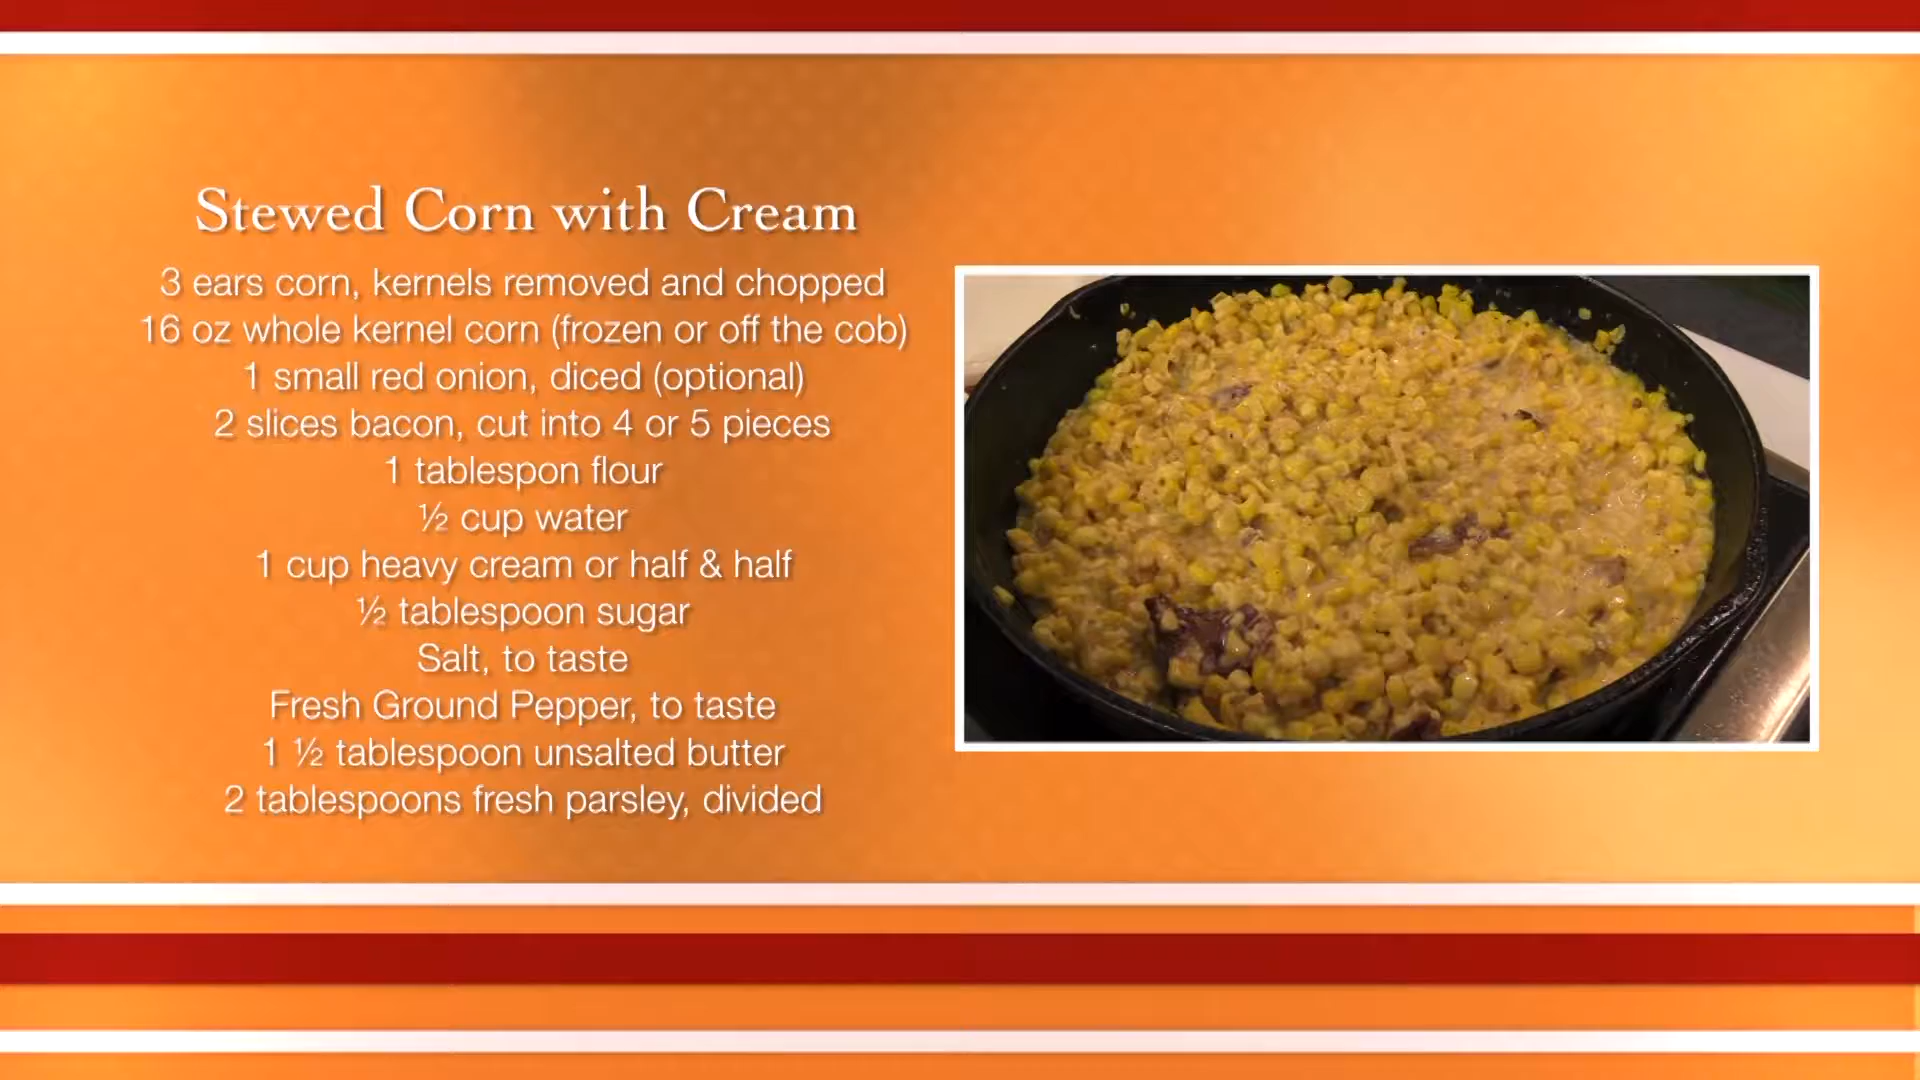 Stewed Corn with Cream
3 ears corn, kernels removed and chopped
16 oz whole kernel corn (frozen or off the cob)
1 small red onion, diced (optional)
2 slices bacon, cut into 4 or 5 pieces
1 tablespon flour
½ cup water
1 cup heavy cream or half & half
½ tablespoon sugar
Salt, to taste
Fresh Ground Pepper, to taste
1 ½ tablespoon unsalted butter
2 tablespoons fresh parsley, divided